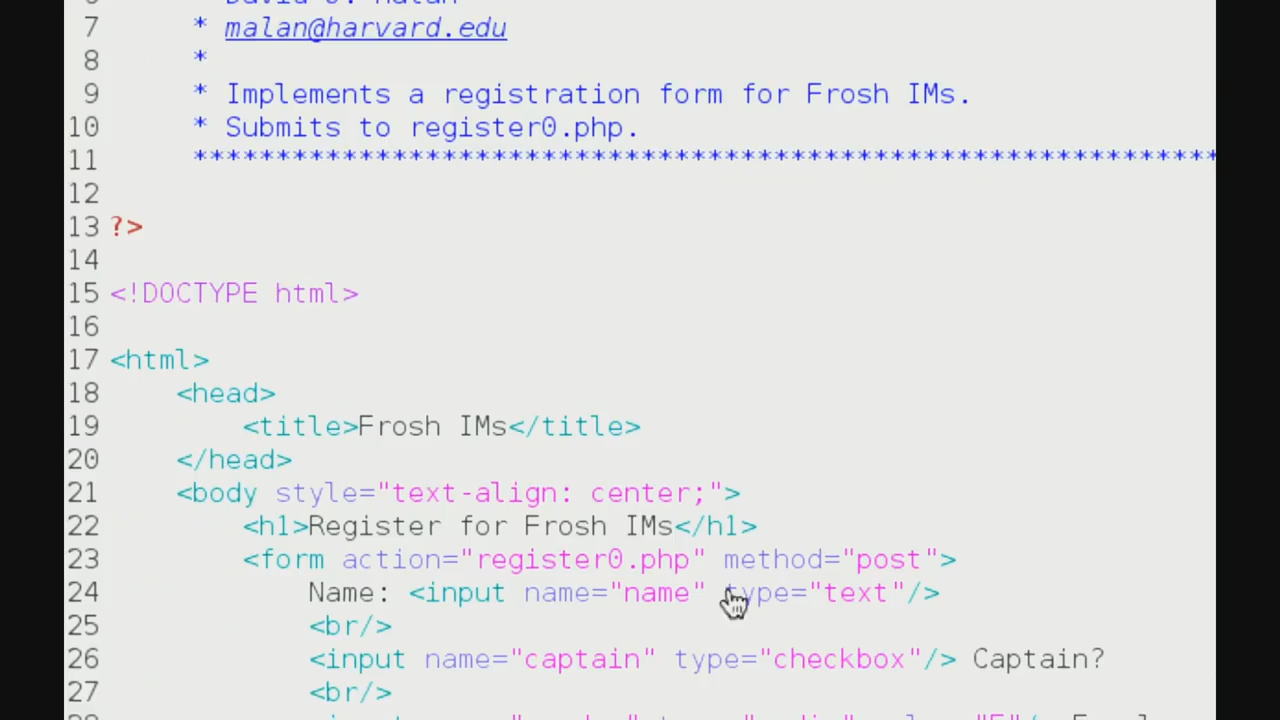 7 * malan@harvard.edu
8 *
9 * Implements a registration form for Frosh IMs.
10 * Submits to register0.php.
11 *************************************************************
12
13 ?>
14
15 <!DOCTYPE html>
16
17 <html>
18 <head>
19 <title>Frosh IMs</title>
20 </head>
21 <body style="text-align: center;">
22 <h1>Register for Frosh IMs</h1>
23 <form action="register0.php" method="post">
24 Name: <input name="name" type="text"/>
25 <br/>
26 <input name="captain" type="checkbox"/> Captain?
27 <br/>